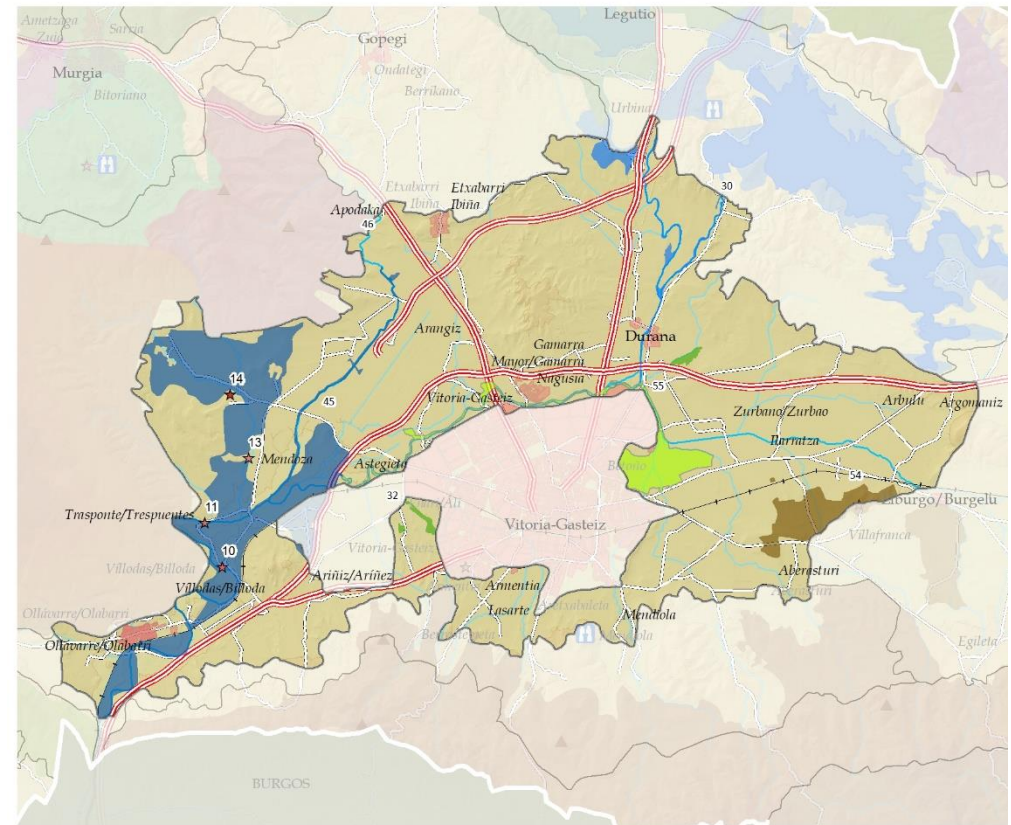 Ametzaga
Zuia
Sarria
Murgia
Bitoriano
Gopegi
Ondategi
Berrikano
Legutio
Urbina
Etxabarri
Ibiña
Etxabarri
Ibiña
Apodaka
46
30
Arangiz
Durana
Gamarra
Mayor/Gamarra
Nagusia
55
14
45
Vitoria-Gasteiz
Zurbano/Zurbao
Arbulu
Argomaniz
13
Mendoza
Astegieta
Ilarratza
54
32
11
Trasponte/Trespuentes
Vitoria-Gasteiz
Villafranca
10
Vitoria-Gasteiz
Villodas/Billoda
Villodas/Billoda
Ariñiz/Aríñez
Armentia
Aberasturi
Lasarte
Mendiola
Ollávarre/Olabarri
Ollávarre/Olabarri
Egileta
BURGOS